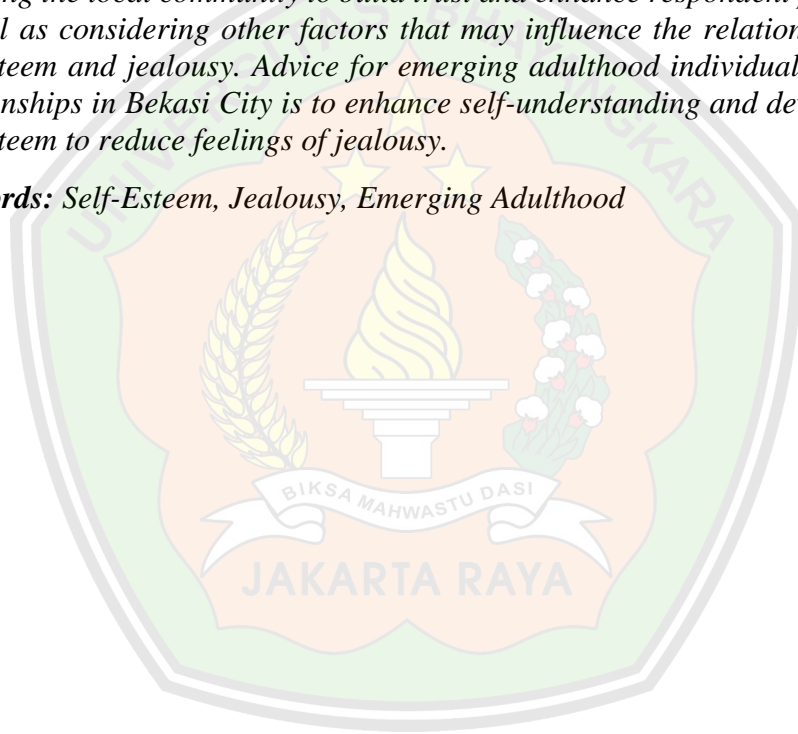 ng the local community to build trust and enhance respondent
l as considering other factors that may influence the relation
teem and jealousy. Advice for emerging adulthood individual
nships in Bekasi City is to enhance self-understanding and de
teem to reduce feelings of jealousy.
rds: Self-Esteem, Jealousy, Emerging Adulthood
UNIVERSITAS BHAYANGKARA
BIKSA MAHWASTU DASI
JAKARTA RAYA